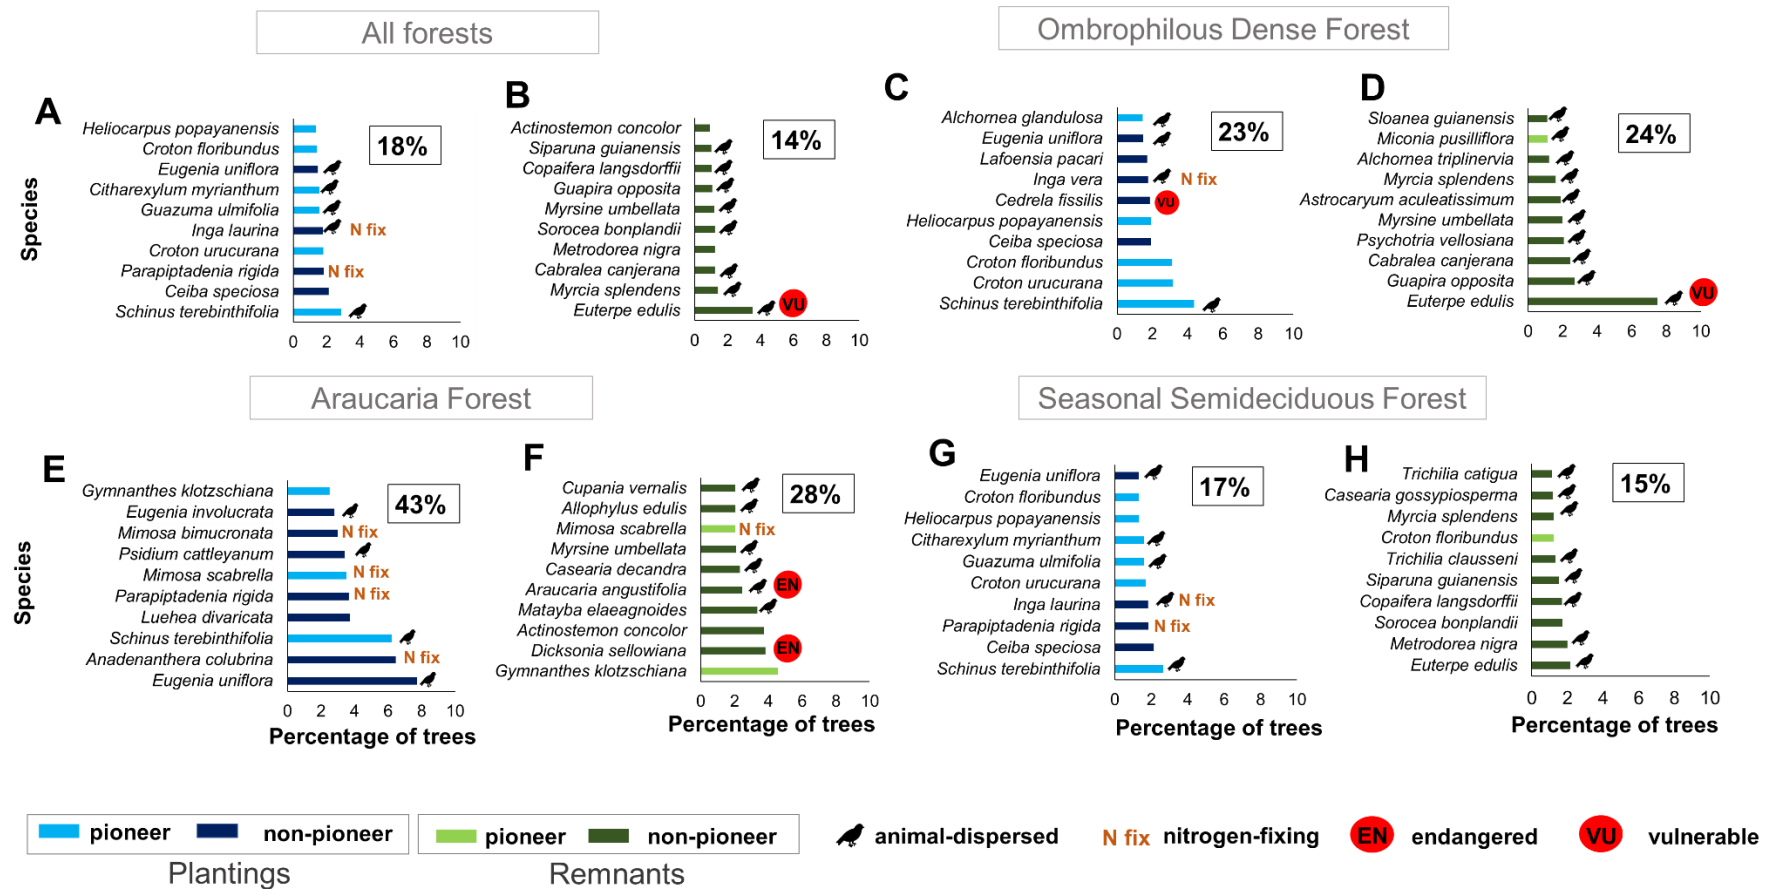 All forests
Ombrophilous Dense Forest
A
Species
Heliocarpus popayanensis
Croton floribundus
Eugenia uniflora
Citharexylum myrianthum
Guazuma ulmifolia
Inga laurina N fix
Croton urucurana
Parapiptadenia rigida N fix
Ceiba speciosa
Schinus terebinthifolia
18%
0 2 4 6 8 10
B
Actinostemon concolor
Siparuna guianensis
Copaifera langsdorffii
Guapira opposita
Myrsine umbellata
Sorocea bonplandii
Metrodorea nigra
Cabralea canjerana
Myrcia splendens
Euterpe edulis VU
14%
0 2 4 6 8 10
C
Alchornea glandulosa
Eugenia uniflora
Lafoensia pacari
Inga vera N fix
Cedrela fissilis VU
Heliocarpus popayanensis
Ceiba speciosa
Croton floribundus
Croton urucurana
Schinus terebinthifolia
23%
0 2 4 6 8 10
D
Sloanea guianensis
Miconia pusilliflora
Alchornea triplinervia
Myrcia splendens
Astrocaryum aculeatissimum
Myrsine umbellata
Psychotria vellosiana
Cabralea canjerana
Guapira opposita
Euterpe edulis VU
24%
0 2 4 6 8 10
Araucaria Forest
Seasonal Semideciduous Forest
E
Species
Gymnanthes klotzschiana
Eugenia involucrata
Mimosa bimucronata N fix
Psidium cattleyanum
Mimosa scabrella N fix
Parapiptadenia rigida N fix
Luehea divaricata
Schinus terebinthifolia
Anadenanthera colubrina N fix
Eugenia uniflora
43%
0 2 4 6 8 10
Percentage of trees
F
Cupania vernalis
Allophylus edulis
Mimosa scabrella N fix
Myrsine umbellata
Casearia decandra
Araucaria angustifolia EN
Matayba elaeagnoides
Actinostemon concolor
Dicksonia sellowiana EN
Gymnanthes klotzschiana
28%
0 2 4 6 8 10
Percentage of trees
G
Eugenia uniflora
Croton floribundus
Heliocarpus popayanensis
Citharexylum myrianthum
Guazuma ulmifolia
Croton urucurana
Inga laurina N fix
Parapiptadenia rigida N fix
Ceiba speciosa
Schinus terebinthifolia
17%
0 2 4 6 8 10
Percentage of trees
H
Trichilia catigua
Casearia gossypiosperma
Myrcia splendens
Croton floribundus
Trichilia clausseni
Siparuna guianensis
Copaifera langsdorffii
Sorocea bonplandii
Metrodorea nigra
Euterpe edulis
15%
0 2 4 6 8 10
Percentage of trees
pioneer non-pioneer
Plantings
pioneer non-pioneer
Remnants
animal-dispersed
N fix nitrogen-fixing
EN endangered
VU vulnerable